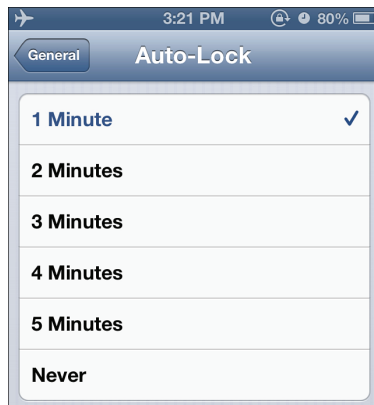 3:21 PM 80%
General Auto-Lock
1 Minute
2 Minutes
3 Minutes
4 Minutes
5 Minutes
Never